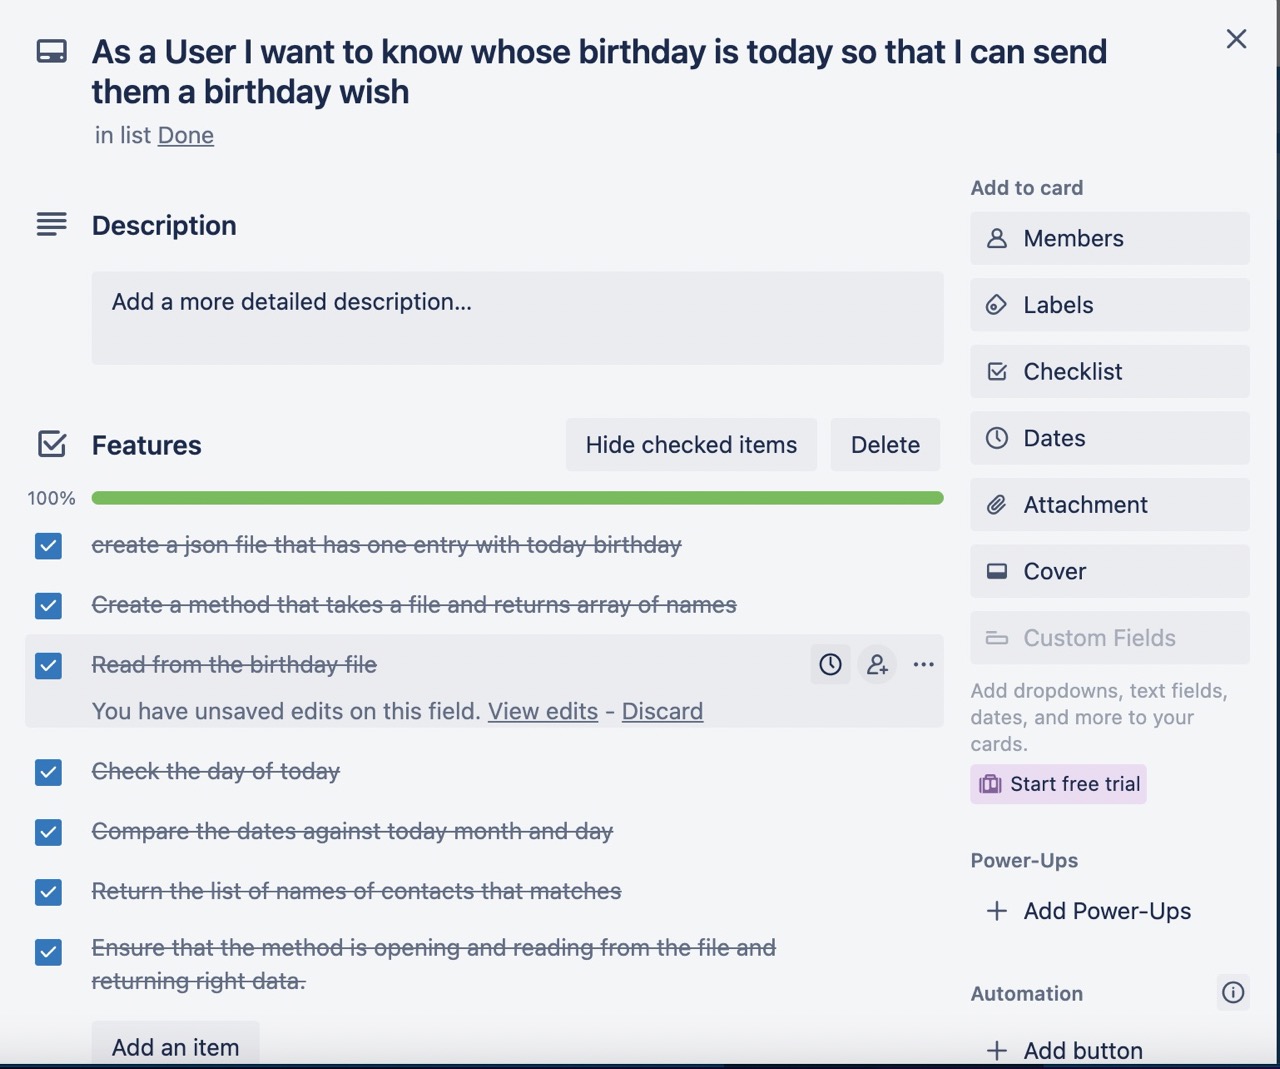 As a User I want to know whose birthday is today so that I can send
them a birthday wish
in list Done
Description
Add a more detailed description...
Features
Hide checked items
Delete
100%
create a json file that has one entry with today birthday
Create a method that takes a file and returns array of names
Read from the birthday file
You have unsaved edits on this field. View edits - Discard
Check the day of today
Compare the dates against today month and day
Return the list of names of contacts that matches
Ensure that the method is opening and reading from the file and
returning right data.
Add an item
Add to card
Members
Labels
Checklist
Dates
Attachment
Cover
Custom Fields
Add dropdowns, text fields,
dates, and more to your
cards.
Start free trial
Power-Ups
Add Power-Ups
Automation
Add button